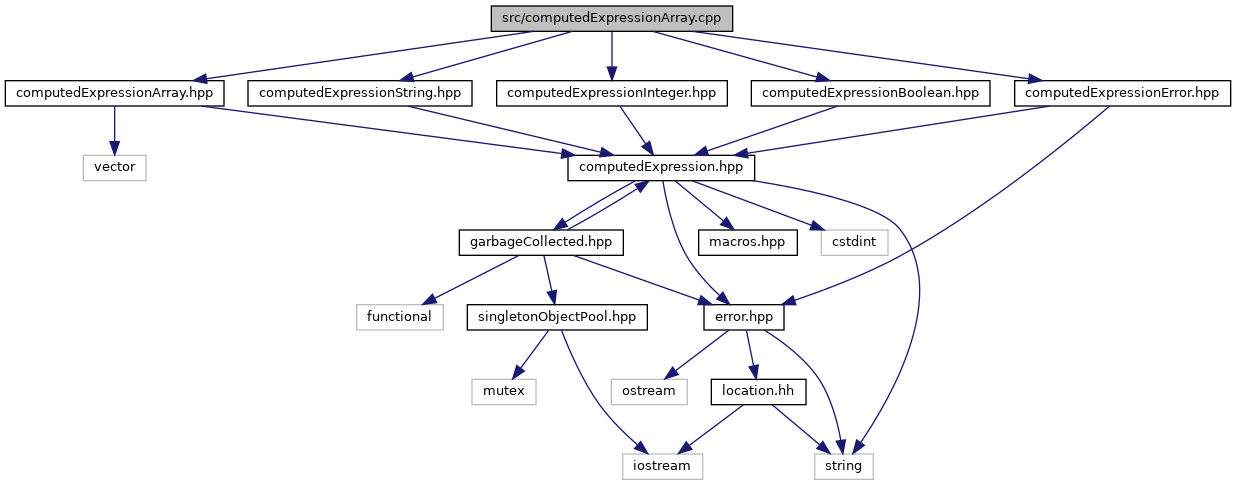 src/computedExpressionArray.cpp
computedExpressionArray.hpp
computedExpressionString.hpp
computedExpressionInteger.hpp
computedExpressionBoolean.hpp
computedExpressionError.hpp
vector
computedExpression.hpp
garbageCollected.hpp
macros.hpp
cstdint
functional
singletonObjectPool.hpp
error.hpp
mutex
ostream
location.hh
iostream
string